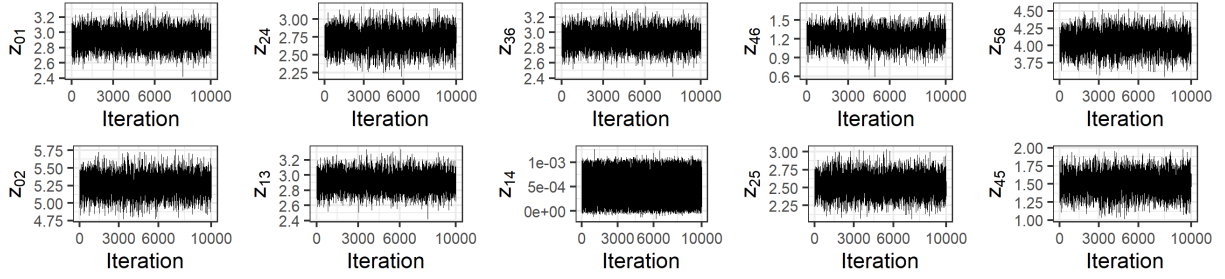 z01 3.2 3.0 2.8 2.6 2.4 0 3000 6000 10000 Iteration
z24 3.00 2.75 2.50 2.25 0 3000 6000 10000 Iteration
z36 3.2 3.0 2.8 2.6 2.4 0 3000 6000 10000 Iteration
z46 1.5 1.2 0.9 0.6 0 3000 6000 10000 Iteration
z56 4.50 4.25 4.00 3.75 0 3000 6000 10000 Iteration
z02 5.75 5.50 5.25 5.00 4.75 0 3000 6000 10000 Iteration
z13 3.2 3.0 2.8 2.6 2.4 0 3000 6000 10000 Iteration
z14 1e-03 5e-04 0e+00 0 3000 6000 10000 Iteration
z25 3.00 2.75 2.50 2.25 0 3000 6000 10000 Iteration
z45 2.00 1.75 1.50 1.25 1.00 0 3000 6000 10000 Iteration